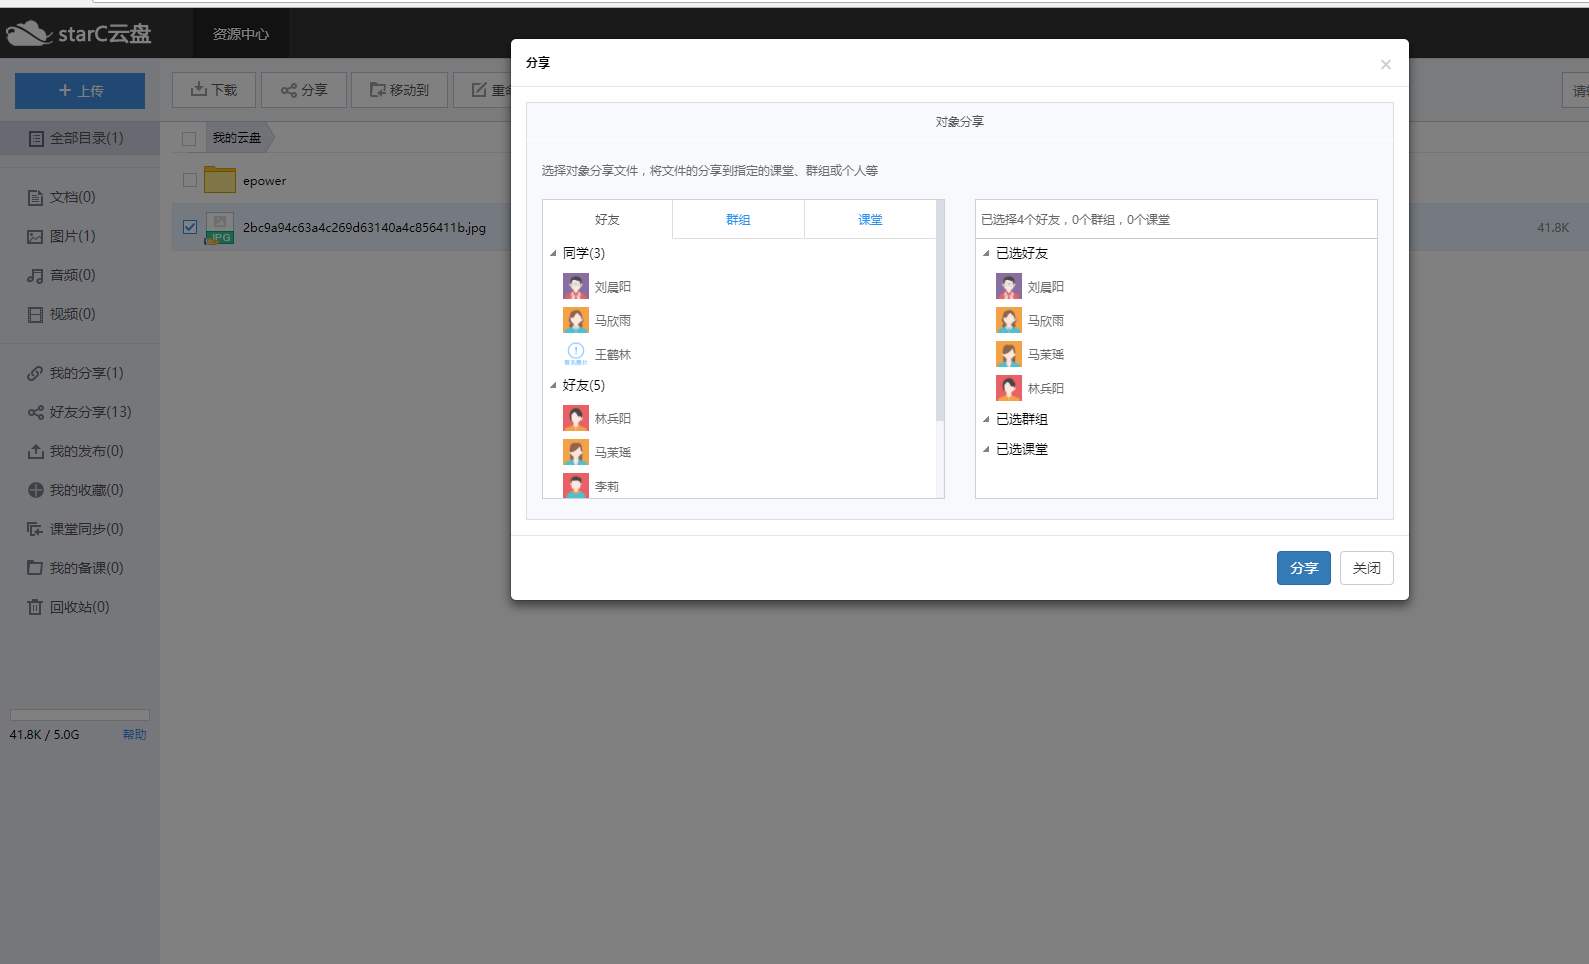 starC云盘
资源中心
上传
下载
分享
移动到
全部目录(1)
我的云盘
文档(0)
图片(1)
音频(0)
视频(0)
我的分享(1)
好友分享(13)
我的发布(0)
我的收藏(0)
课堂同步(0)
我的备课(0)
回收站(0)
41.8K / 5.0G
帮助
epower
JPG
2bc9a94c63a4c269d63140a4c856411b.jpg
41.8K
分享
×
对象分享
选择对象分享文件，将文件的分享到指定的课堂、群组或个人等
好友
群组
课堂
同学(3)
刘晨阳
马欣雨
王鹤林
好友(5)
林兵阳
马茉瑶
李莉
已选择4个好友，0个群组，0个课堂
已选好友
刘晨阳
马欣雨
马茉瑶
林兵阳
已选群组
已选课堂
分享
关闭